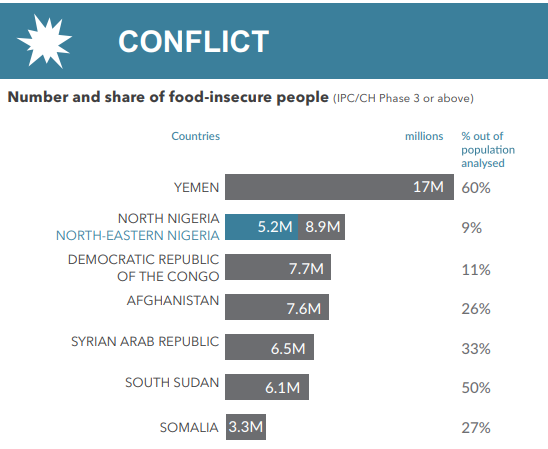 CONFLICT
Number and share of food-insecure people (IPC/CH Phase 3 or above)
Countries millions % out of
population
analysed
YEMEN 17M 60%
NORTH NIGERIA
NORTH-EASTERN NIGERIA 5.2M 8.9M 9%
DEMOCRATIC REPUBLIC
OF THE CONGO 7.7M 11%
AFGHANISTAN 7.6M 26%
SYRIAN ARAB REPUBLIC 6.5M 33%
SOUTH SUDAN 6.1M 50%
SOMALIA 3.3M 27%